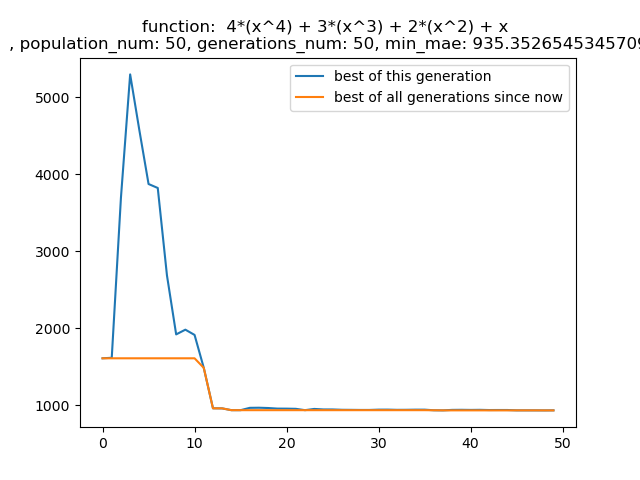 function:  4*(x^4) + 3*(x^3) + 2*(x^2) + x
, population_num: 50, generations_num: 50, min_mae: 935.3526545345709
best of this generation
best of all generations since now
5000
4000
3000
2000
1000
0 10 20 30 40 50